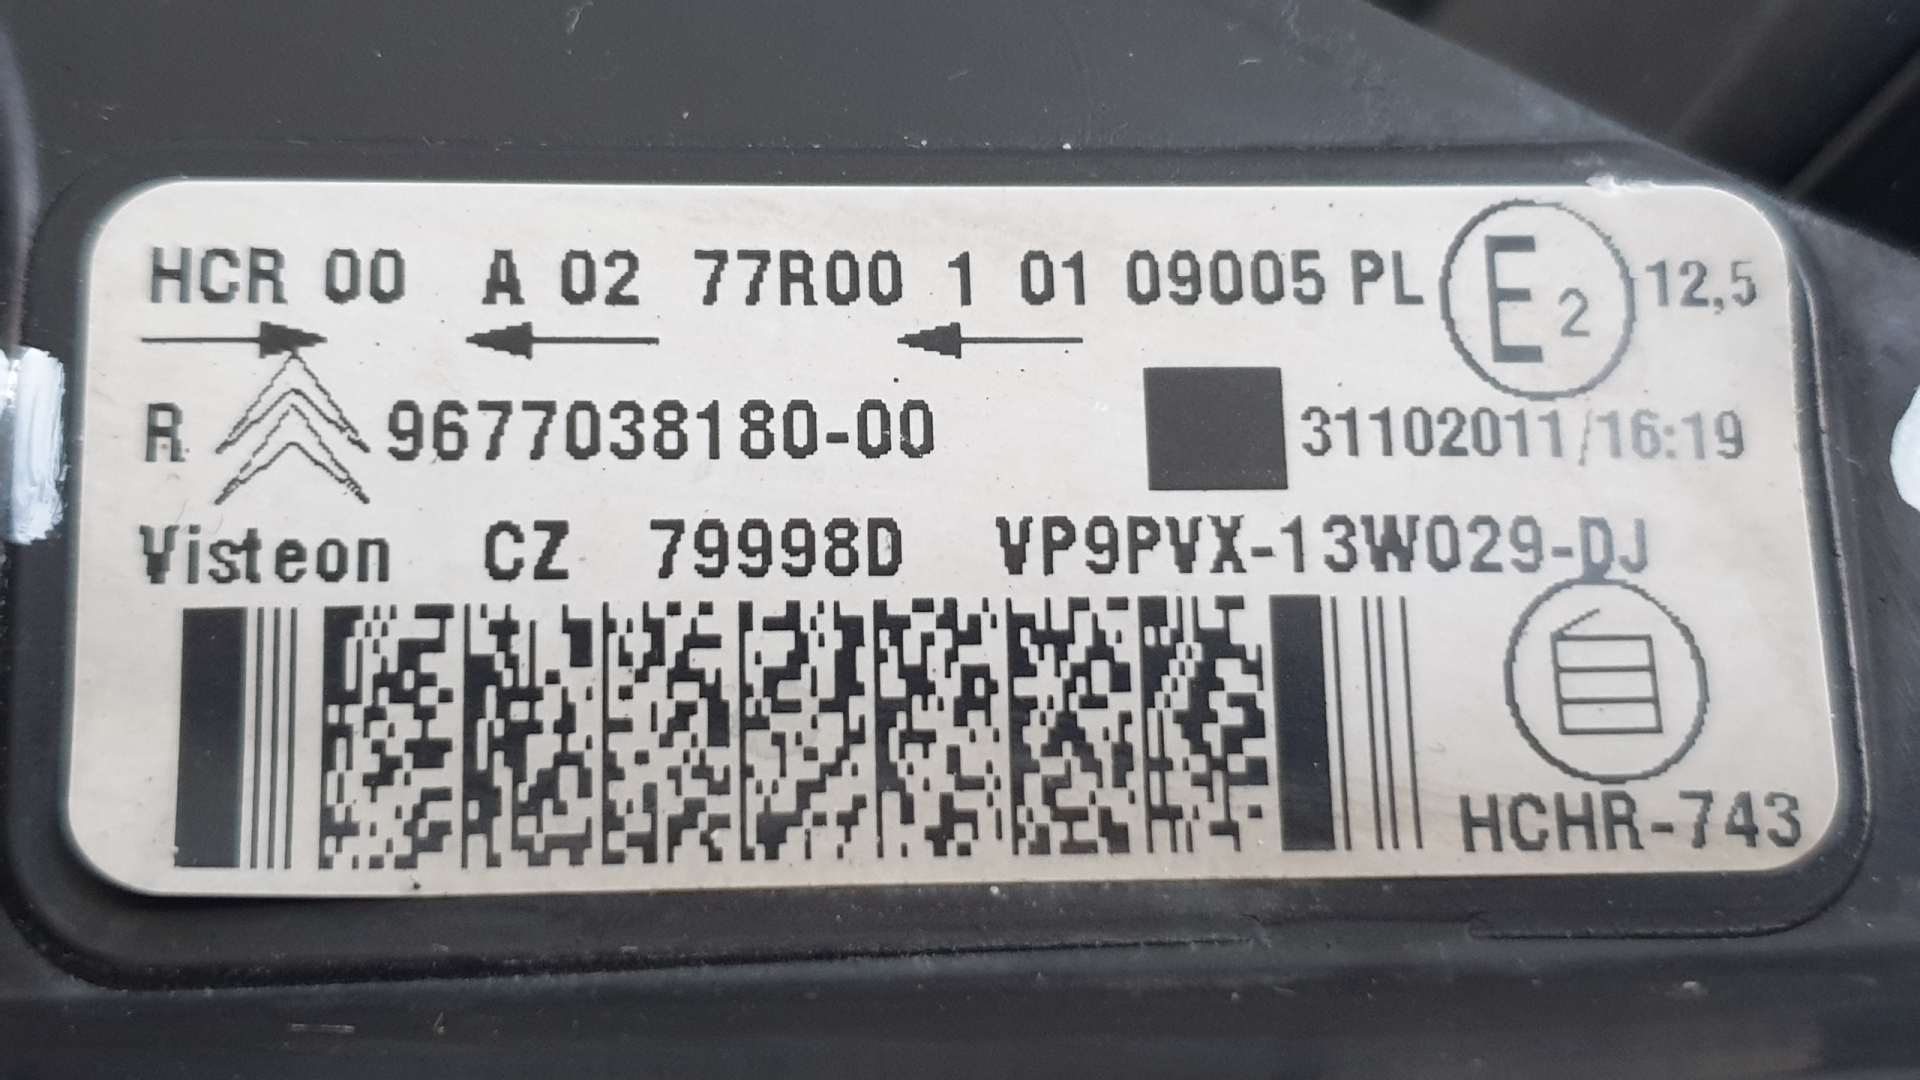 HCR 00 A 02 77R00 1 01 09005 PL E2 12,5
R 9677038180-00 31102011/16:19
Visteon CZ 79998D VP9PVX-13W029-DJ
HCHR-743